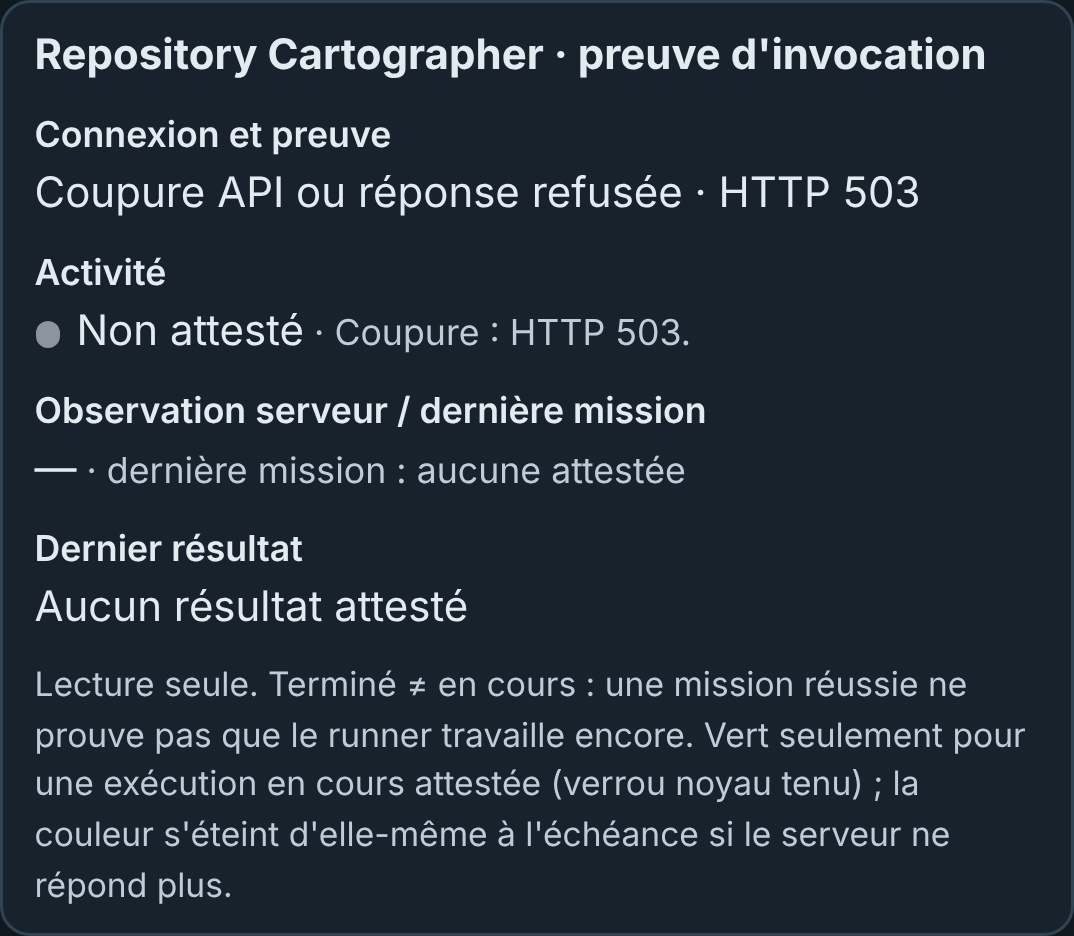 Repository Cartographer · preuve d'invocation
Connexion et preuve
Coupure API ou réponse refusée · HTTP 503
Activité
Non attesté · Coupure : HTTP 503.
Observation serveur / dernière mission
— · dernière mission : aucune attestée
Dernier résultat
Aucun résultat attesté
Lecture seule. Terminé ≠ en cours : une mission réussie ne
prouve pas que le runner travaille encore. Vert seulement pour
une exécution en cours attestée (verrou noyau tenu) ; la
couleur s'éteint d'elle-même à l'échéance si le serveur ne
répond plus.